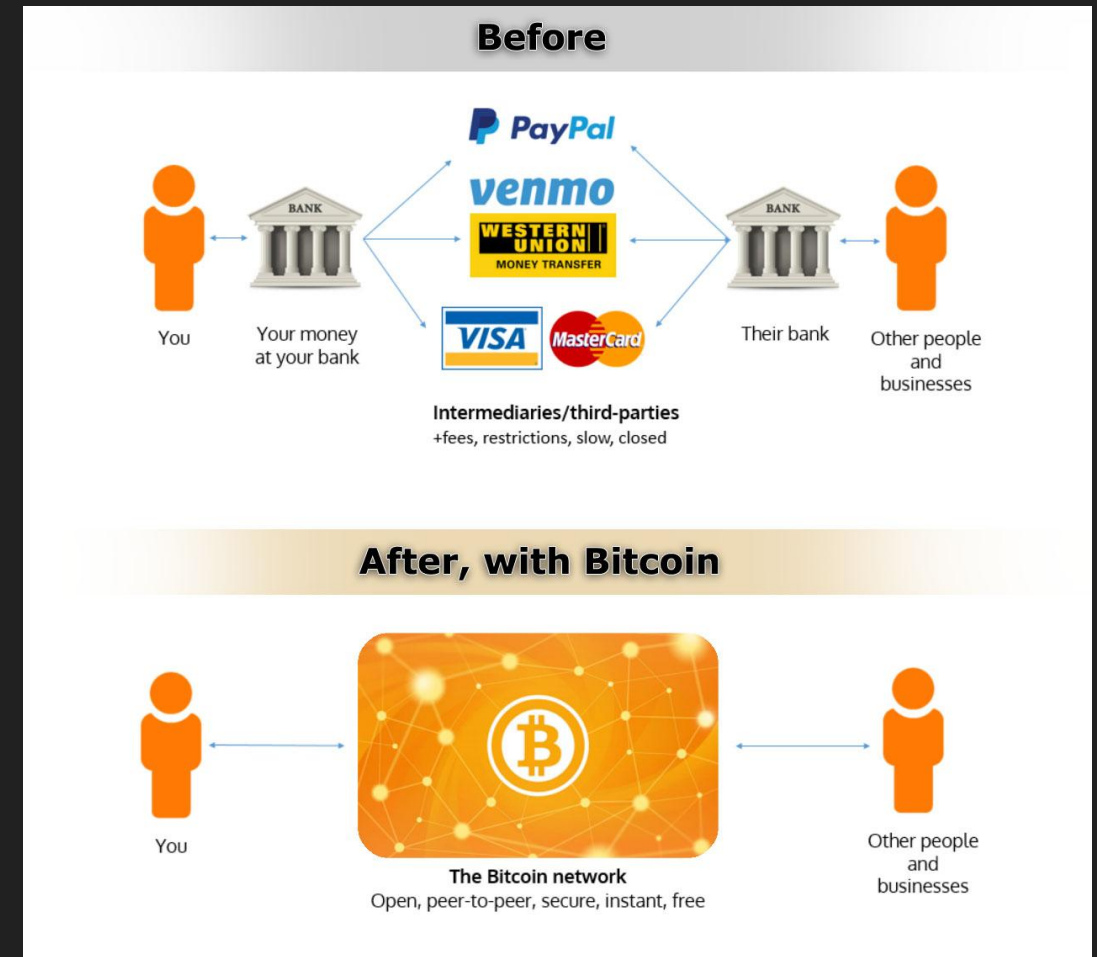 Before
PayPal
venmo
BANK
BANK
WESTERN
UNION
MONEY TRANSFER
VISA
MasterCard
You
Your money
at your bank
Their bank
Other people
and
businesses
Intermediaries/third-parties
+fees, restrictions, slow, closed
After, with Bitcoin
You
The Bitcoin network
Open, peer-to-peer, secure, instant, free
Other people
and
businesses